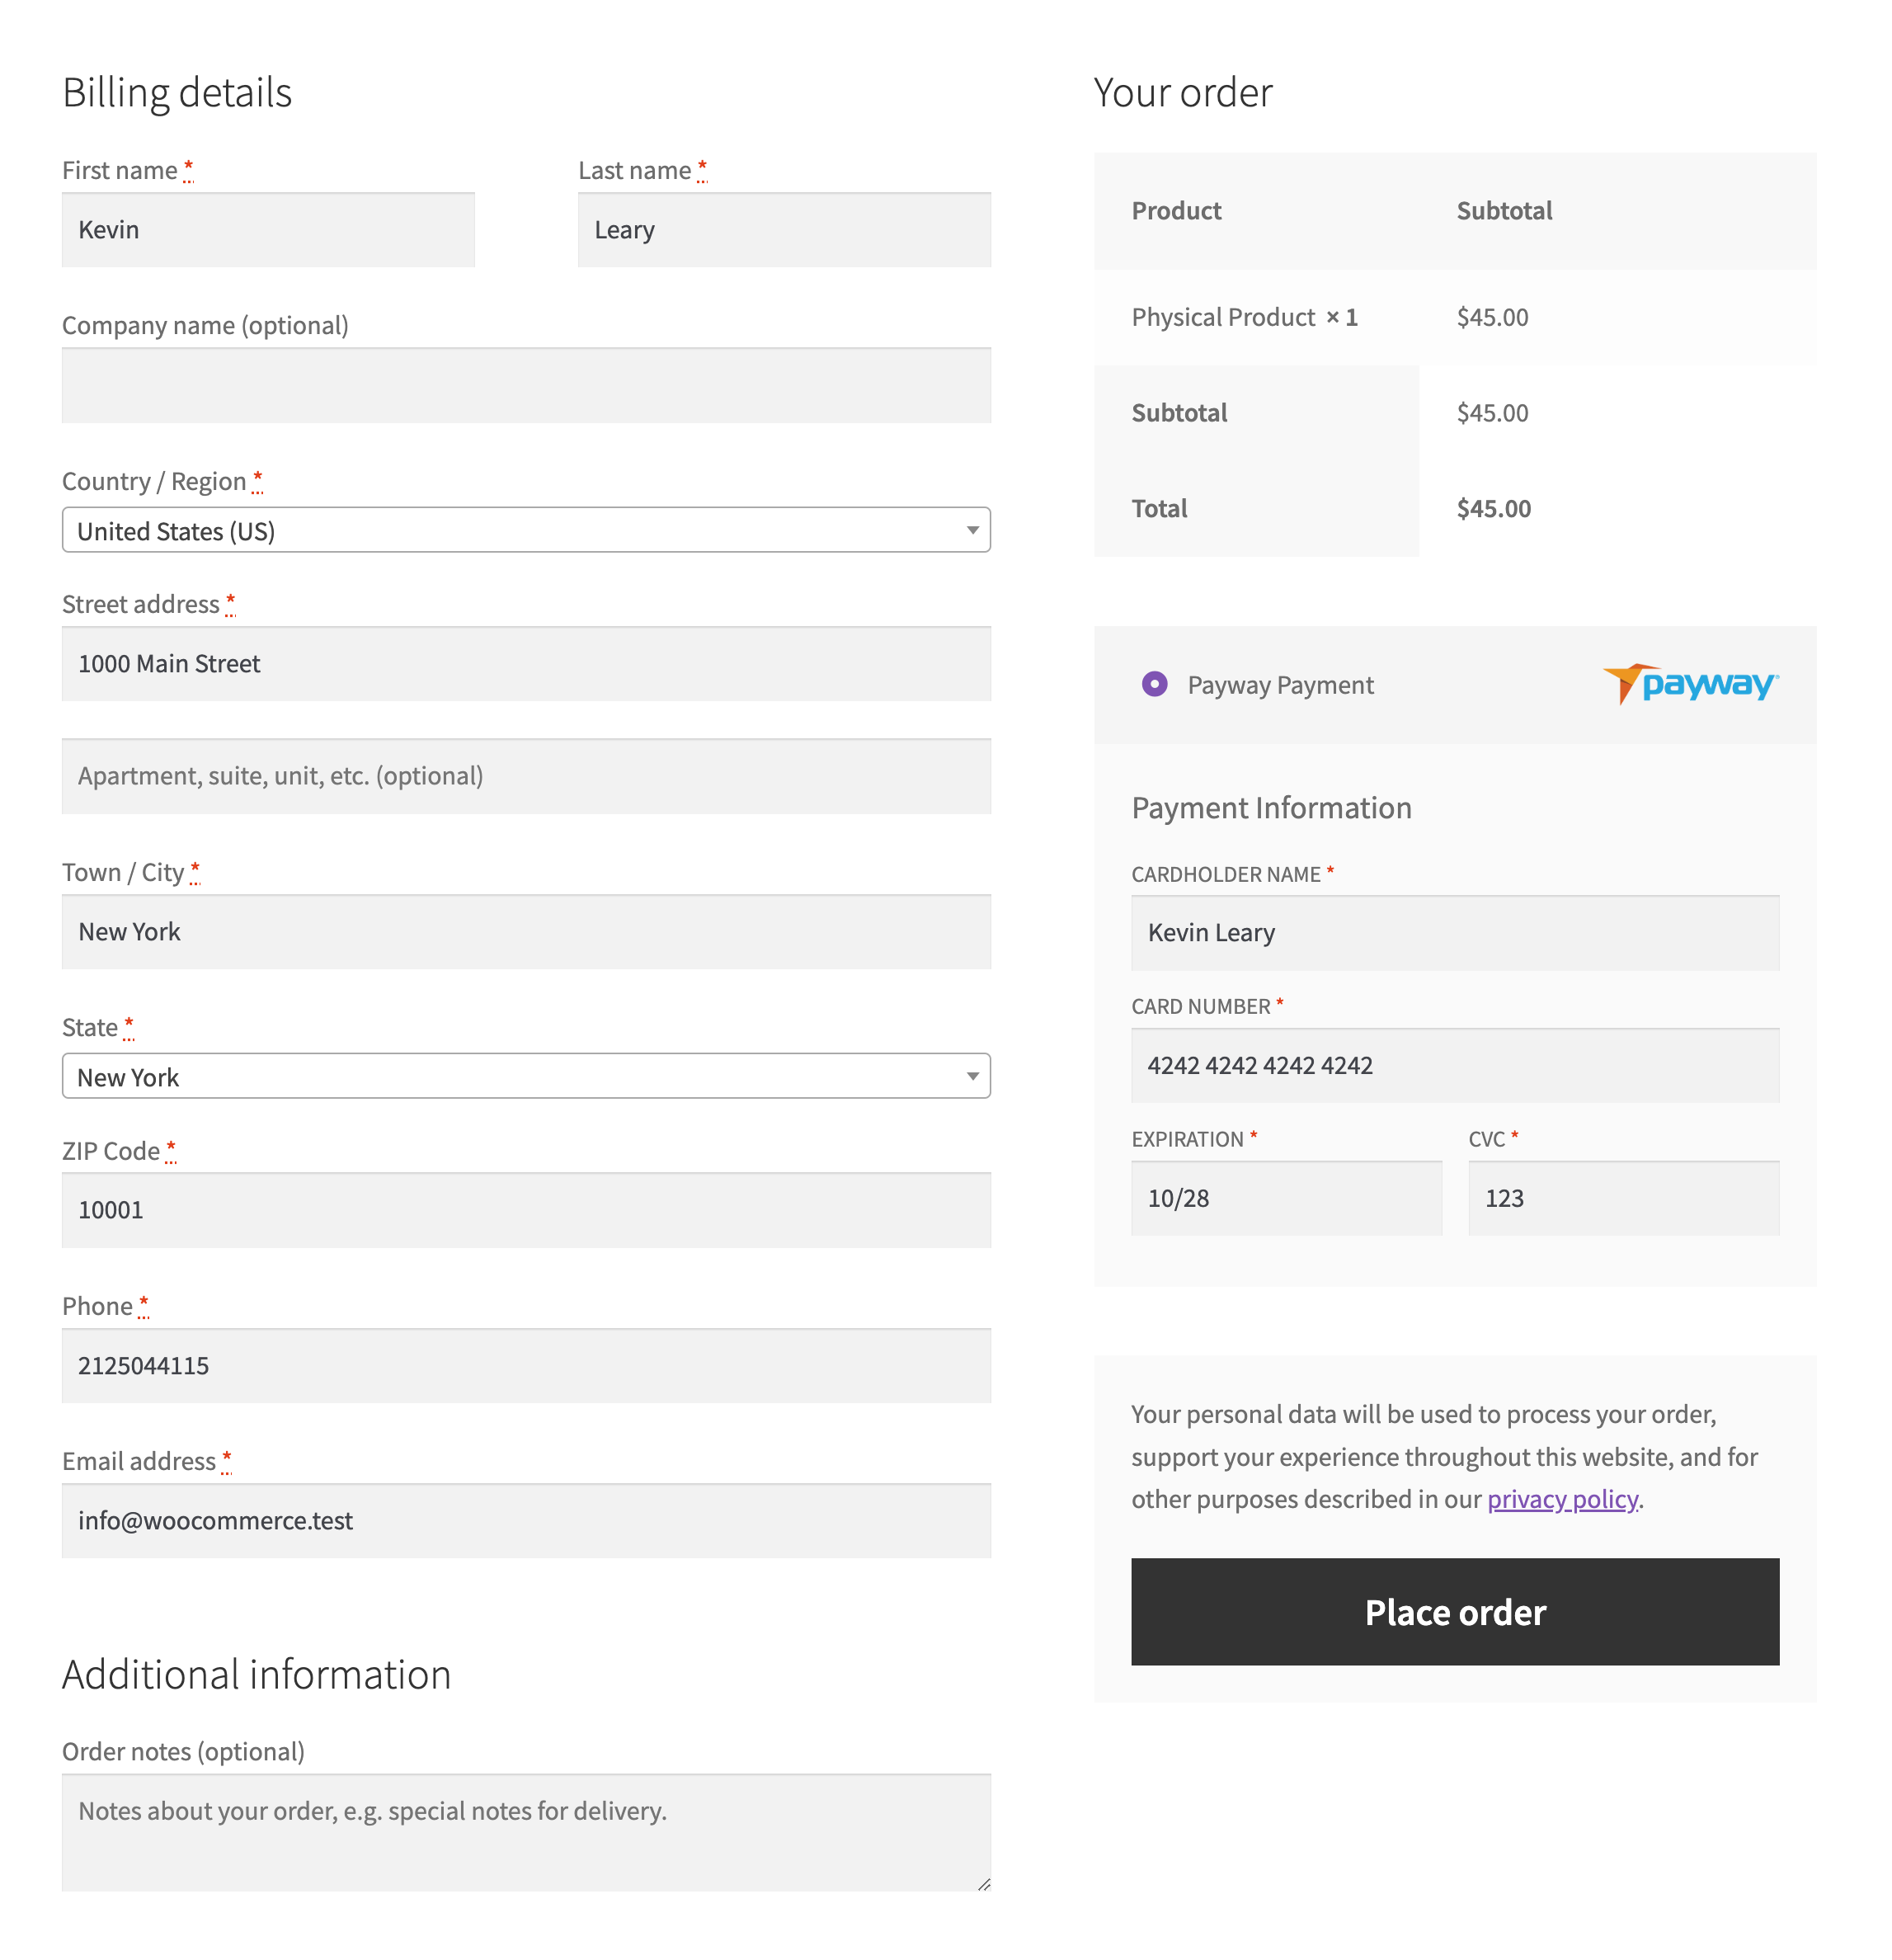 Billing details
First name *
Last name *
Kevin
Leary
Company name (optional)
Country / Region *
United States (US)
Street address *
1000 Main Street
Apartment, suite, unit, etc. (optional)
Town / City *
New York
State *
New York
ZIP Code *
10001
Phone *
2125044115
Email address *
info@woocommerce.test
Additional information
Order notes (optional)
Notes about your order, e.g. special notes for delivery.
Your order
Product Subtotal
Physical Product × 1 $45.00
Subtotal $45.00
Total $45.00
Payway Payment payway
Payment Information
CARDHOLDER NAME *
Kevin Leary
CARD NUMBER *
4242 4242 4242 4242
EXPIRATION *
CVC *
10/28
123
Your personal data will be used to process your order,
support your experience throughout this website, and for
other purposes described in our privacy policy.
Place order